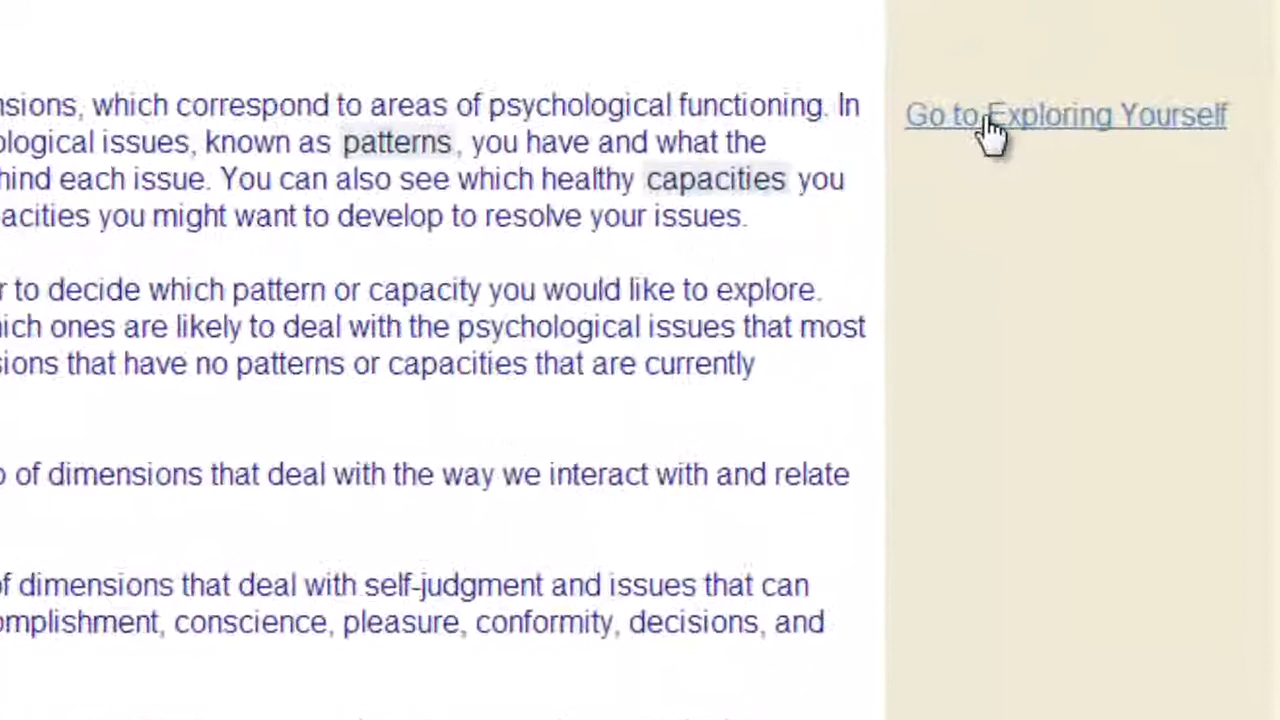 nsions, which correspond to areas of psychological functioning. In
ological issues, known as patterns, you have and what the
hind each issue. You can also see which healthy capacities you
acities you might want to develop to resolve your issues.
r to decide which pattern or capacity you would like to explore.
hich ones are likely to deal with the psychological issues that most
sions that have no patterns or capacities that are currently
o of dimensions that deal with the way we interact with and relate
of dimensions that deal with self-judgment and issues that can
omplishment, conscience, pleasure, conformity, decisions, and
Go to Exploring Yourself